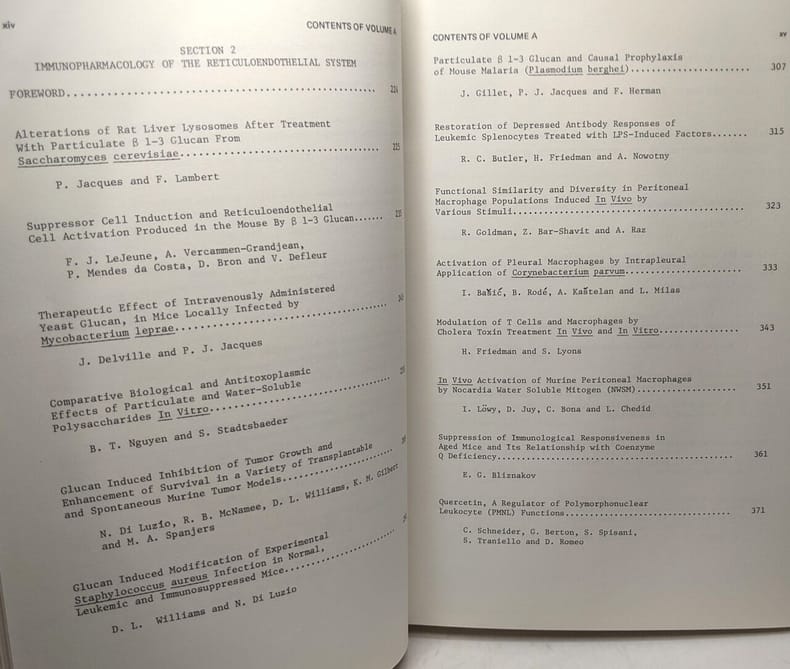 xiv
CONTENTS OF VOLUME A
SECTION 2
IMMUNOPHARMACOLOGY OF THE RETICULOENDOTHELIAL SYSTEM
FOREWORD
Alterations of Rat Liver Lysosomes After Treatment
With Particulate β 1-3 Glucan From
Saccharomyces cerevisiae 225
P. Jacques and F. Lambert
Suppressor Cell Induction and Reticuloendothelial
Cell Activation Produced in the Mouse By β 1-3 Glucan
F. J. LeJeune, A. Vercammen-Grandjean,
P. Mendes da Costa, D. Bron and V. Defleur
Therapeutic Effect of Intravenously Administered
Yeast Glucan, in Mice Locally Infected by
Mycobacterium leprae
J. Delville and P. J. Jacques
Comparative Biological and Antitoxoplasmic
Effects of Particulate and Water-Soluble
Polysaccharides In Vitro
B. T. Nguyen and S. Stadtsbaeder
Glucan Induced Inhibition of Tumor Growth and
Enhancement of Survival in a Variety of Transplantable
and Spontaneous Murine Tumor Models
N. Di Luzio, R. B. McNamee, D. L. Williams, K. M. Gilbert
and M. A. Spanjers
Glucan Induced Modification of Experimental
Staphylococcus aureus Infection in Normal,
Leukemic and Immunosuppressed Mice
D. L. Williams and N. Di Luzio
CONTENTS OF VOLUME A
xv
Particulate β 1-3 Glucan and Causal Prophylaxis
of Mouse Malaria (Plasmodium berghei) 307
J. Gillet, P. J. Jacques and F. Herman
Restoration of Depressed Antibody Responses of
Leukemic Splenocytes Treated with LPS-Induced Factors 315
R. C. Butler, H. Friedman and A. Nowotny
Functional Similarity and Diversity in Peritoneal
Macrophage Populations Induced In Vivo by
Various Stimuli 323
R. Goldman, Z. Bar-Shavit and A. Raz
Activation of Pleural Macrophages by Intrapleural
Application of Corynebacterium parvum 333
I. Bašić, B. Rodé, A. Kaštelan and L. Milas
Modulation of T Cells and Macrophages by
Cholera Toxin Treatment In Vivo and In Vitro 343
H. Friedman and S. Lyons
In Vivo Activation of Murine Peritoneal Macrophages
by Nocardia Water Soluble Mitogen (NWSM) 351
I. Löwy, D. Juy, C. Bona and L. Chedid
Suppression of Immunological Responsiveness in
Aged Mice and Its Relationship with Coenzyme
Q Deficiency 361
E. G. Bliznakov
Quercetin, A Regulator of Polymorphonuclear
Leukocyte (PMNL) Functions 371
C. Schneider, G. Berton, S. Spisani,
S. Traniello and D. Romeo